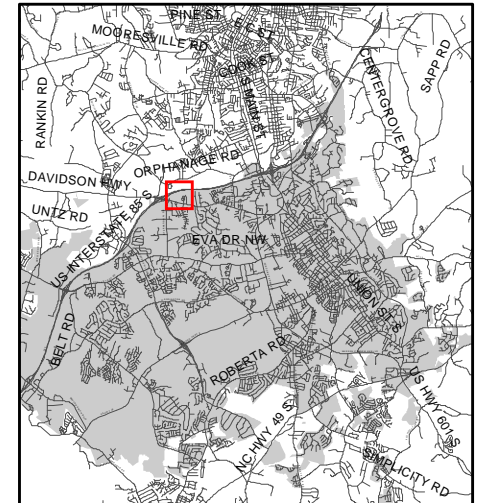 PINE ST
E C ST
MOORESVILLE RD
COOK ST
S MAIN ST
CENTERGROVE RD
SAPP RD
RANKIN RD
ORPHANAGE RD
DAVIDSON HWY
UNTZ RD
US INTERSTATE 85 S
EVA DR NW
UNION ST S
BELT RD
ROBERTA RD
US HWY 601 S
NC HWY 49 S
SIMPLICITY RD